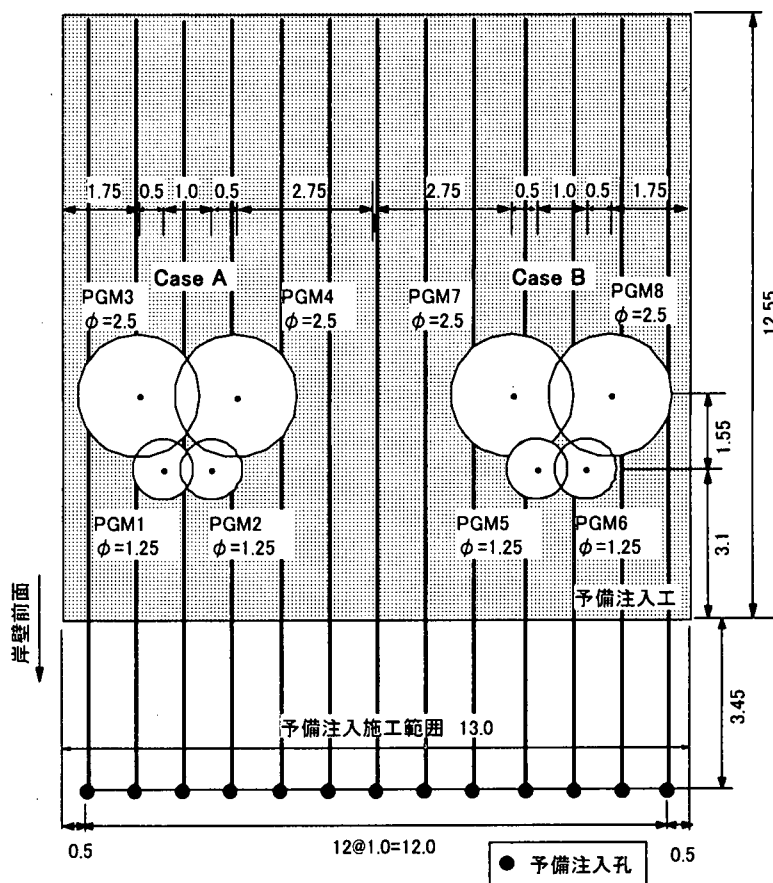 1.75 0.5 1.0 0.5 2.75 2.75 0.5 1.0 0.5 1.75
12.55
Case A
Case B
PGM3
φ=2.5
PGM4
φ=2.5
PGM7
φ=2.5
PGM8
φ=2.5
1.55
PGM1
φ=1.25
PGM2
φ=1.25
PGM5
φ=1.25
PGM6
φ=1.25
3.1
予備注入工
岸壁前面
3.45
予備注入施工範囲 13.0
0.5
12@1.0=12.0
0.5
● 予備注入孔